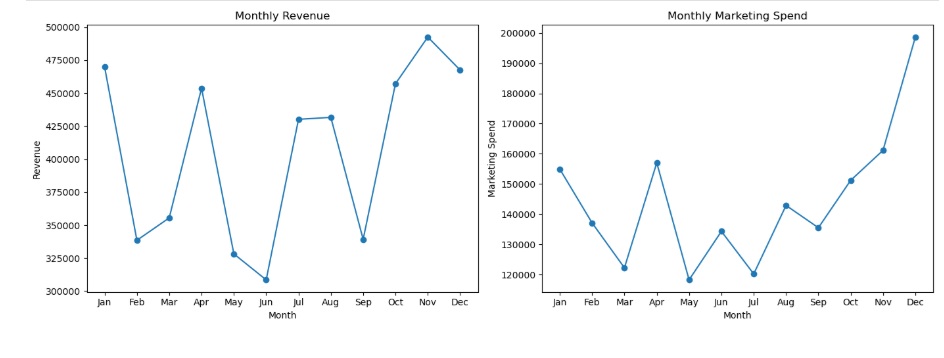 Monthly Revenue
500000
475000
450000
425000
400000
375000
350000
325000
300000
Revenue
Jan Feb Mar Apr May Jun Jul Aug Sep Oct Nov Dec
Month
Monthly Marketing Spend
200000
190000
180000
170000
160000
150000
140000
130000
120000
Marketing Spend
Jan Feb Mar Apr May Jun Jul Aug Sep Oct Nov Dec
Month